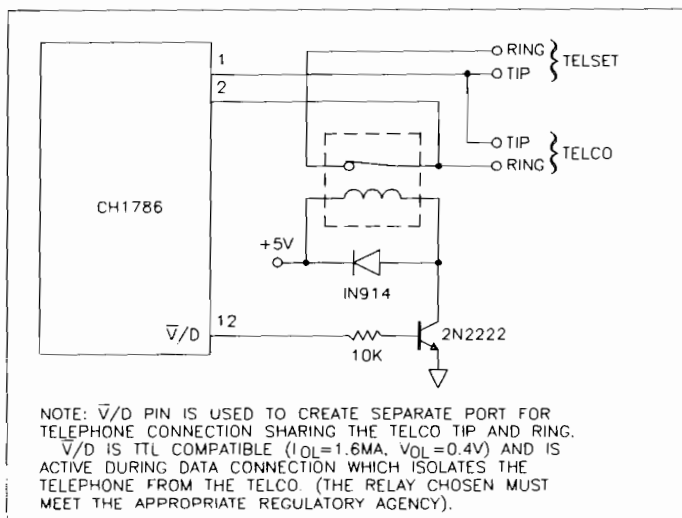 1
RING
TELSET
TIP
2
TIP
TELCO
RING
CH1786
+5V
IN914
V̅/D
12
10K
2N2222
NOTE: V̅/D PIN IS USED TO CREATE SEPARATE PORT FOR
TELEPHONE CONNECTION SHARING THE TELCO TIP AND RING.
V̅/D IS TTL COMPATIBLE (IOL=1.6MA, VOL=0.4V) AND IS
ACTIVE DURING DATA CONNECTION WHICH ISOLATES THE
TELEPHONE FROM THE TELCO. (THE RELAY CHOSEN MUST
MEET THE APPROPRIATE REGULATORY AGENCY).